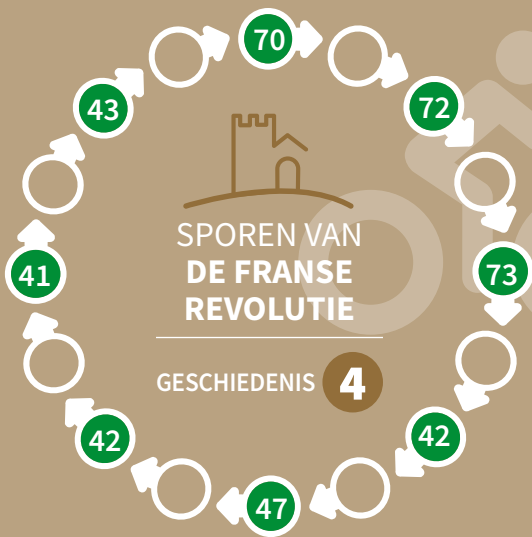 70
72
73
42
47
42
41
43
SPOREN VAN
DE FRANSE
REVOLUTIE
GESCHIEDENIS 4